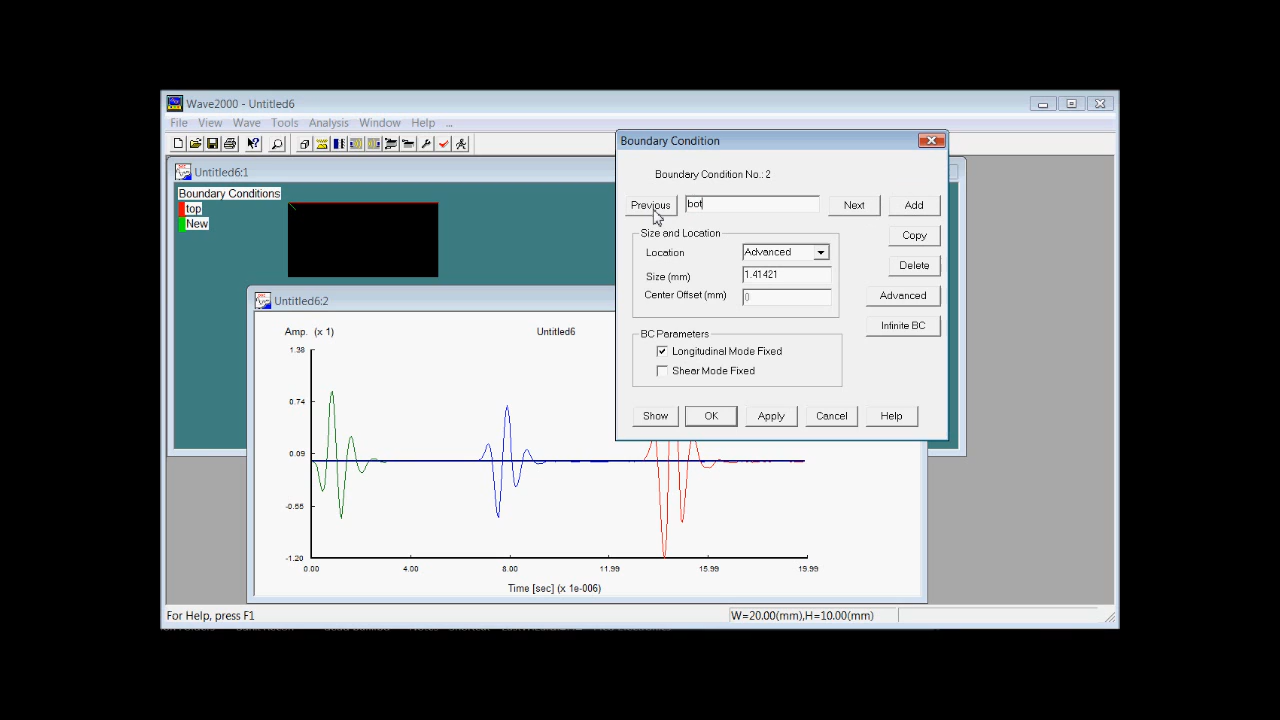 Wave2000 - Untitled6
File View Wave Tools Analysis Window Help ...
Untitled6:1
Boundary Conditions
top
New
Untitled6:2
Amp. (x 1)
Untitled6
1.38
0.74
0.09
-0.56
-1.20
0.00 4.00 8.00 11.99 15.99 19.99
Time [sec] (x 1e-006)
Boundary Condition
Boundary Condition No.: 2
Previous bot Next Add
Size and Location
Copy
Location Advanced
Delete
Size (mm) 1.41421
Center Offset (mm) 0
Advanced
Infinite BC
BC Parameters
Longitudinal Mode Fixed
Shear Mode Fixed
Show OK Apply Cancel Help
For Help, press F1
W=20.00(mm),H=10.00(mm)